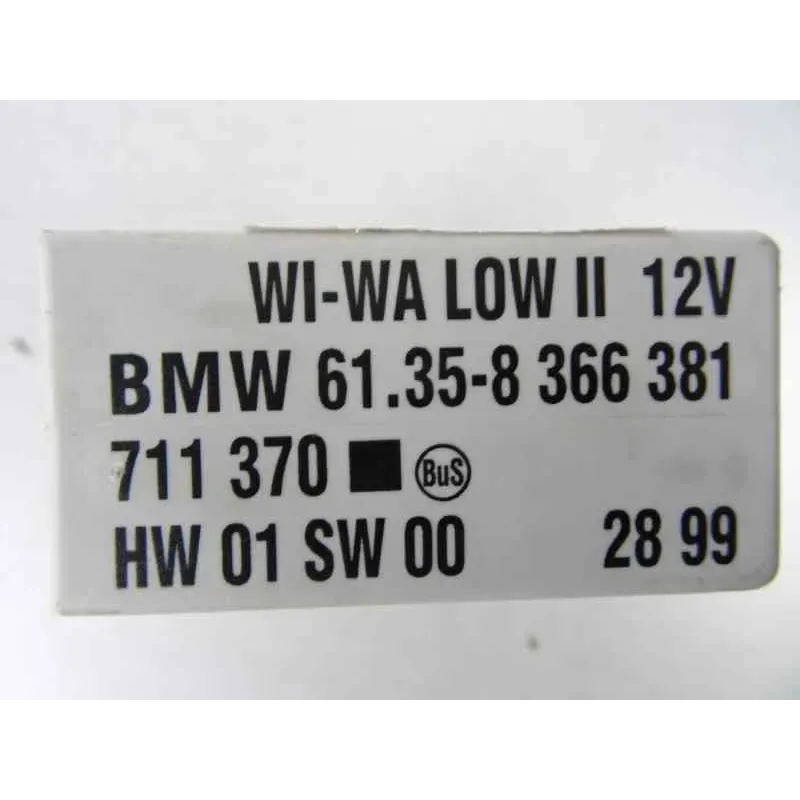 WI-WA LOW II 12V
BMW 61.35-8 366 381
711 370 BuS
HW 01 SW 00 28 99